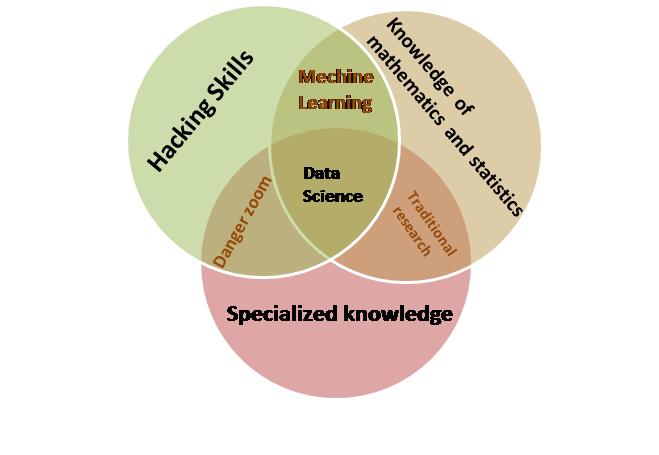 Hacking Skills
Knowledge of
mathematics and statistics
Mechine
Learning
Data
Science
Danger zoom
Traditional
research
Specialized knowledge